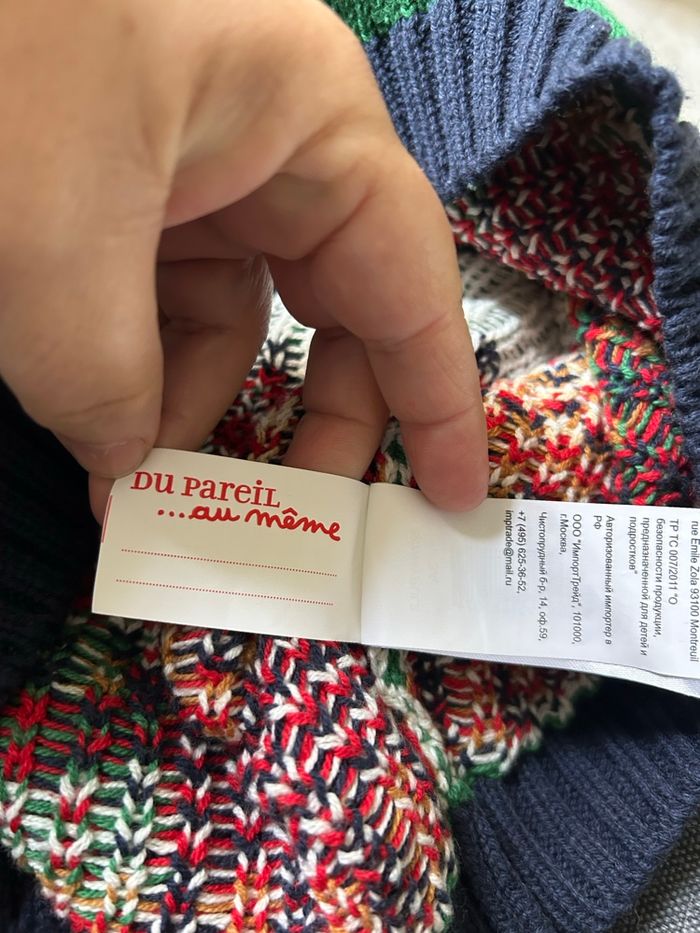 DU PAREIL
...au même
rue Emile Zola 93100 Montreuil
ТР ТС 007/2011 "О
безопасности продукции,
предназначенной для детей и
подростков"
Авторизованный импортер в
РФ
ООО "ИмпортТрейд", 101000,
г.Москва,
Чистопрудный б-р, 14, оф.59,
+7 (495) 625-36-52,
imptrade@mail.ru